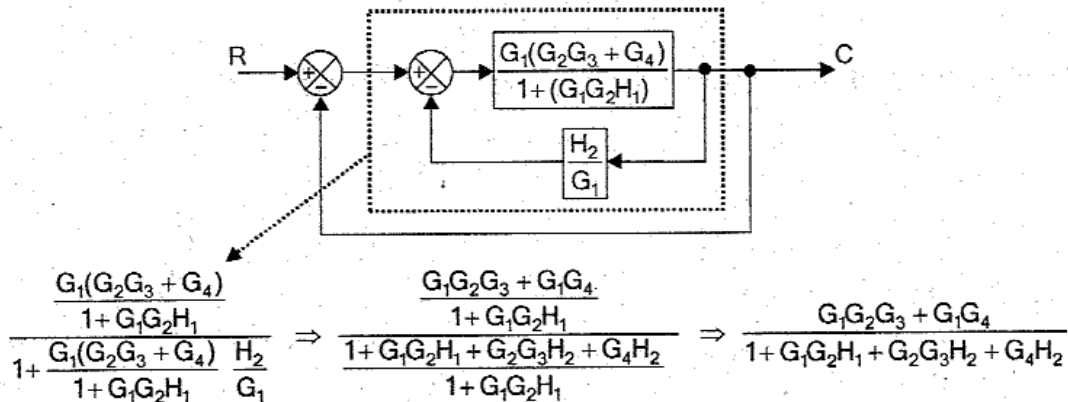 R + − + − G₁(G₂G₃ + G₄) C
1 + (G₁G₂H₁)
H₂
G₁
G₁(G₂G₃ + G₄) G₁G₂G₃ + G₁G₄
1 + G₁G₂H₁ ⇒ 1 + G₁G₂H₁ ⇒ G₁G₂G₃ + G₁G₄
1 + G₁(G₂G₃ + G₄) H₂ 1 + G₁G₂H₁ + G₂G₃H₂ + G₄H₂ 1 + G₁G₂H₁ + G₂G₃H₂ + G₄H₂
1 + G₁G₂H₁ G₁ 1 + G₁G₂H₁